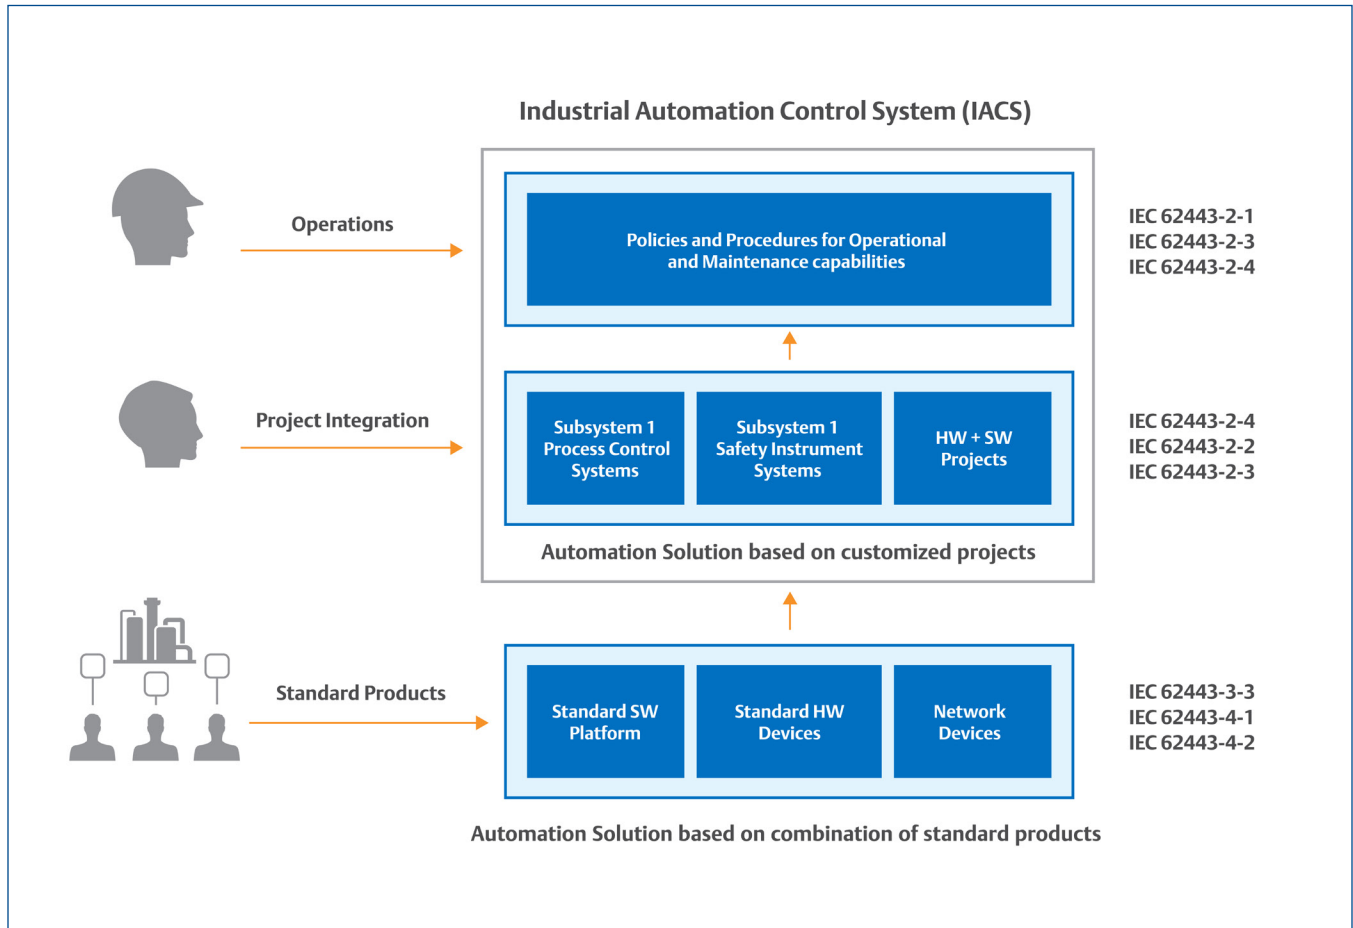 Industrial Automation Control System (IACS)
Operations
Policies and Procedures for Operational
and Maintenance capabilities
IEC 62443-2-1
IEC 62443-2-3
IEC 62443-2-4
Project Integration
Subsystem 1
Process Control
Systems
Subsystem 1
Safety Instrument
Systems
HW + SW
Projects
IEC 62443-2-4
IEC 62443-2-2
IEC 62443-2-3
Automation Solution based on customized projects
Standard Products
Standard SW
Platform
Standard HW
Devices
Network
Devices
IEC 62443-3-3
IEC 62443-4-1
IEC 62443-4-2
Automation Solution based on combination of standard products